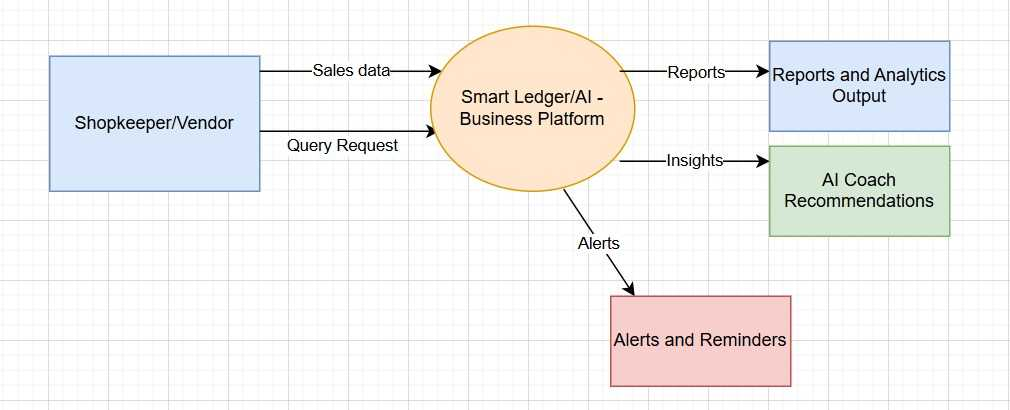 Sales data
Reports
Reports and Analytics
Output
Smart Ledger/AI -
Business Platform
Shopkeeper/Vendor
Query Request
Insights
AI Coach
Recommendations
Alerts
Alerts and Reminders